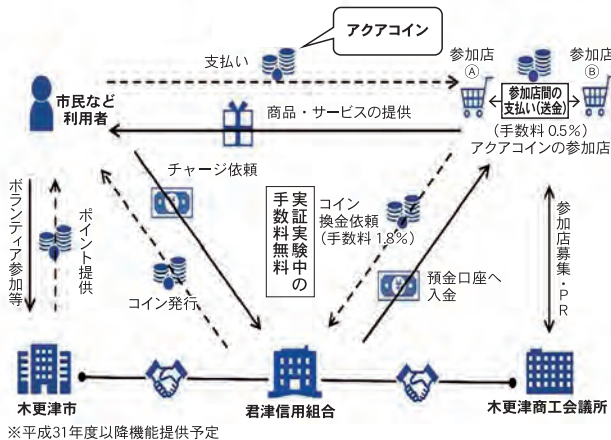 アクアコイン
支払い
参加店
Ⓐ
参加店
Ⓑ
市民など
利用者
商品・サービスの提供
参加店間の
支払い(送金)
(手数料 0.5%)
アクアコインの参加店
チャージ依頼
ボランティア参加等
ポイント提供
コイン発行
実証実験中の
手数料無料
コイン
換金依頼
(手数料 1.8%)
預金口座へ
入金
参加店募集・PR
木更津市
君津信用組合
木更津商工会議所
※平成31年度以降機能提供予定